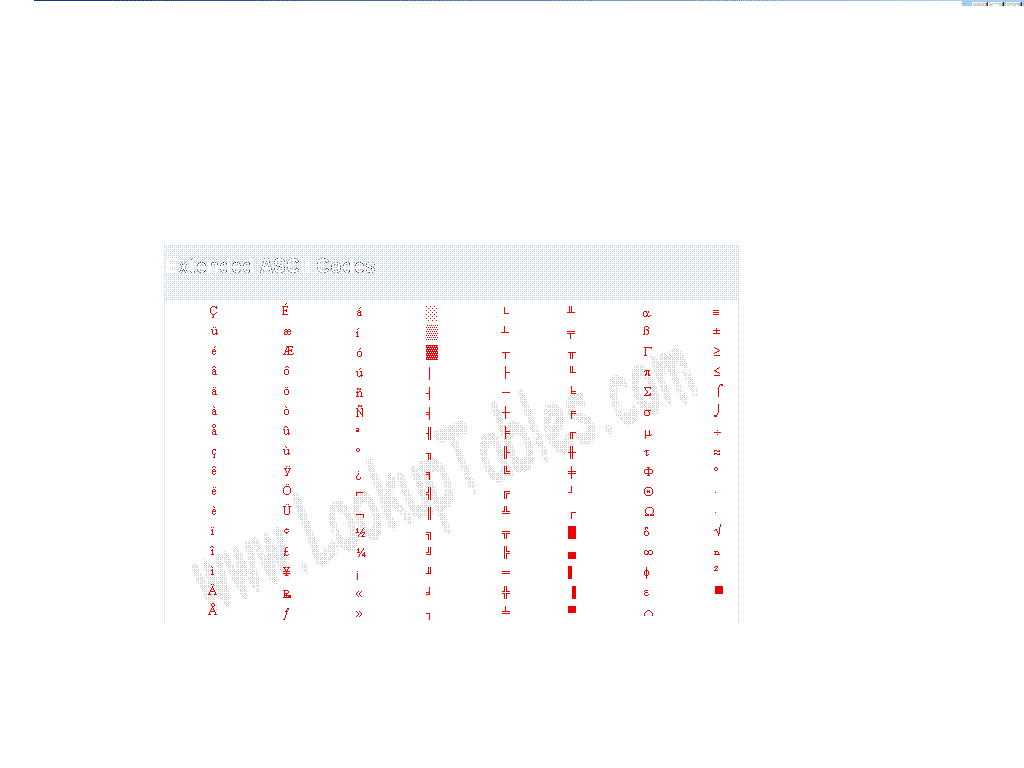 Extended ASCII Codes
Ç É á ░ └ ╨ α ≡
ü æ í ▒ ┴ ╤ ß ±
é Æ ó ▓ ┬ ╥ Γ ≥
â ô ú │ ├ ╙ π ≤
ä ö ñ ┤ ─ ╘ Σ ⌠
à ò Ñ ╡ ┼ ╒ σ ⌡
å û ª ╢ ╞ ╓ µ ÷
ç ù º ╖ ╟ ╫ τ ≈
ê ÿ ¿ ╕ ╚ ╪ Φ °
ë Ö ⌐ ╣ ╔ ┘ Θ ∙
è Ü ¬ ║ ╩ ┌ Ω ·
ï ¢ ½ ╗ ╦ █ δ √
î £ ¼ ╝ ╠ ▄ ∞ ⁿ
ì ¥ ¡ ╜ ═ ▌ φ ²
Ä ₧ « ╛ ╬ ▐ ε ■
Å ƒ » ┐ ╧ ▀ ∩
www.LookupTables.com